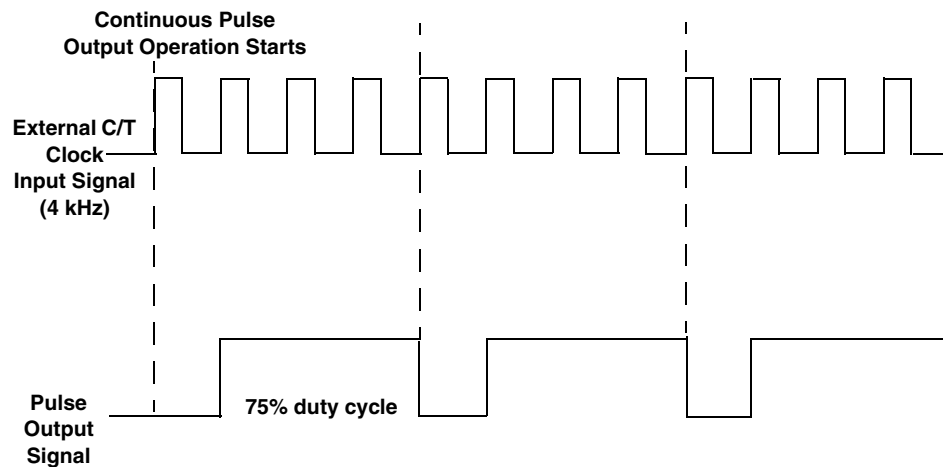 Continuous Pulse
Output Operation Starts
External C/T
Clock
Input Signal
(4 kHz)
75% duty cycle
Pulse
Output
Signal